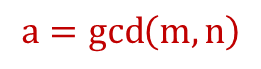 a = gcd(m, n)